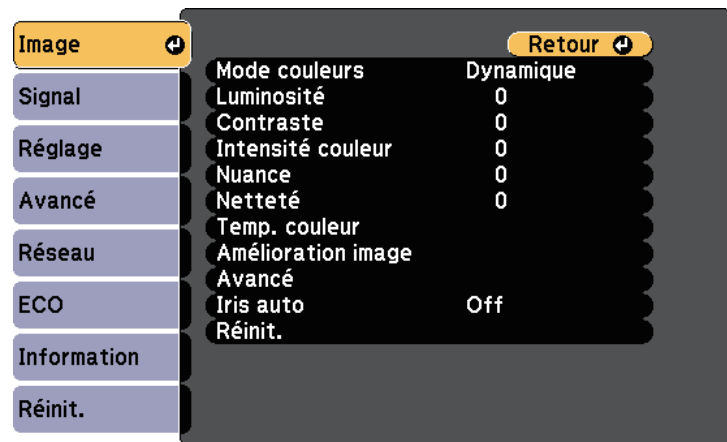 Image
Signal
Réglage
Avancé
Réseau
ECO
Information
Réinit.
Retour
Mode couleurs Dynamique
Luminosité 0
Contraste 0
Intensité couleur 0
Nuance 0
Netteté 0
Temp. couleur
Amélioration image
Avancé
Iris auto Off
Réinit.